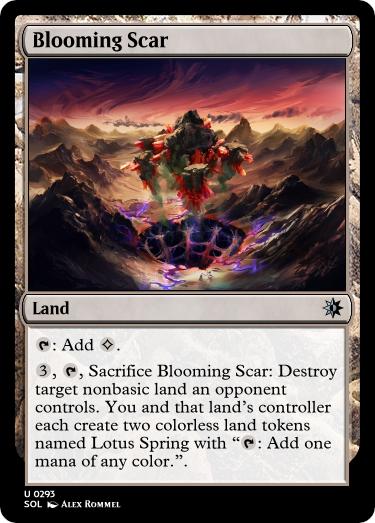 Blooming Scar
Land
: Add .
3, , Sacrifice Blooming Scar: Destroy
target nonbasic land an opponent
controls. You and that land’s controller
each create two colorless land tokens
named Lotus Spring with “: Add one
mana of any color.”.
U 0293
SOL ALEX ROMMEL